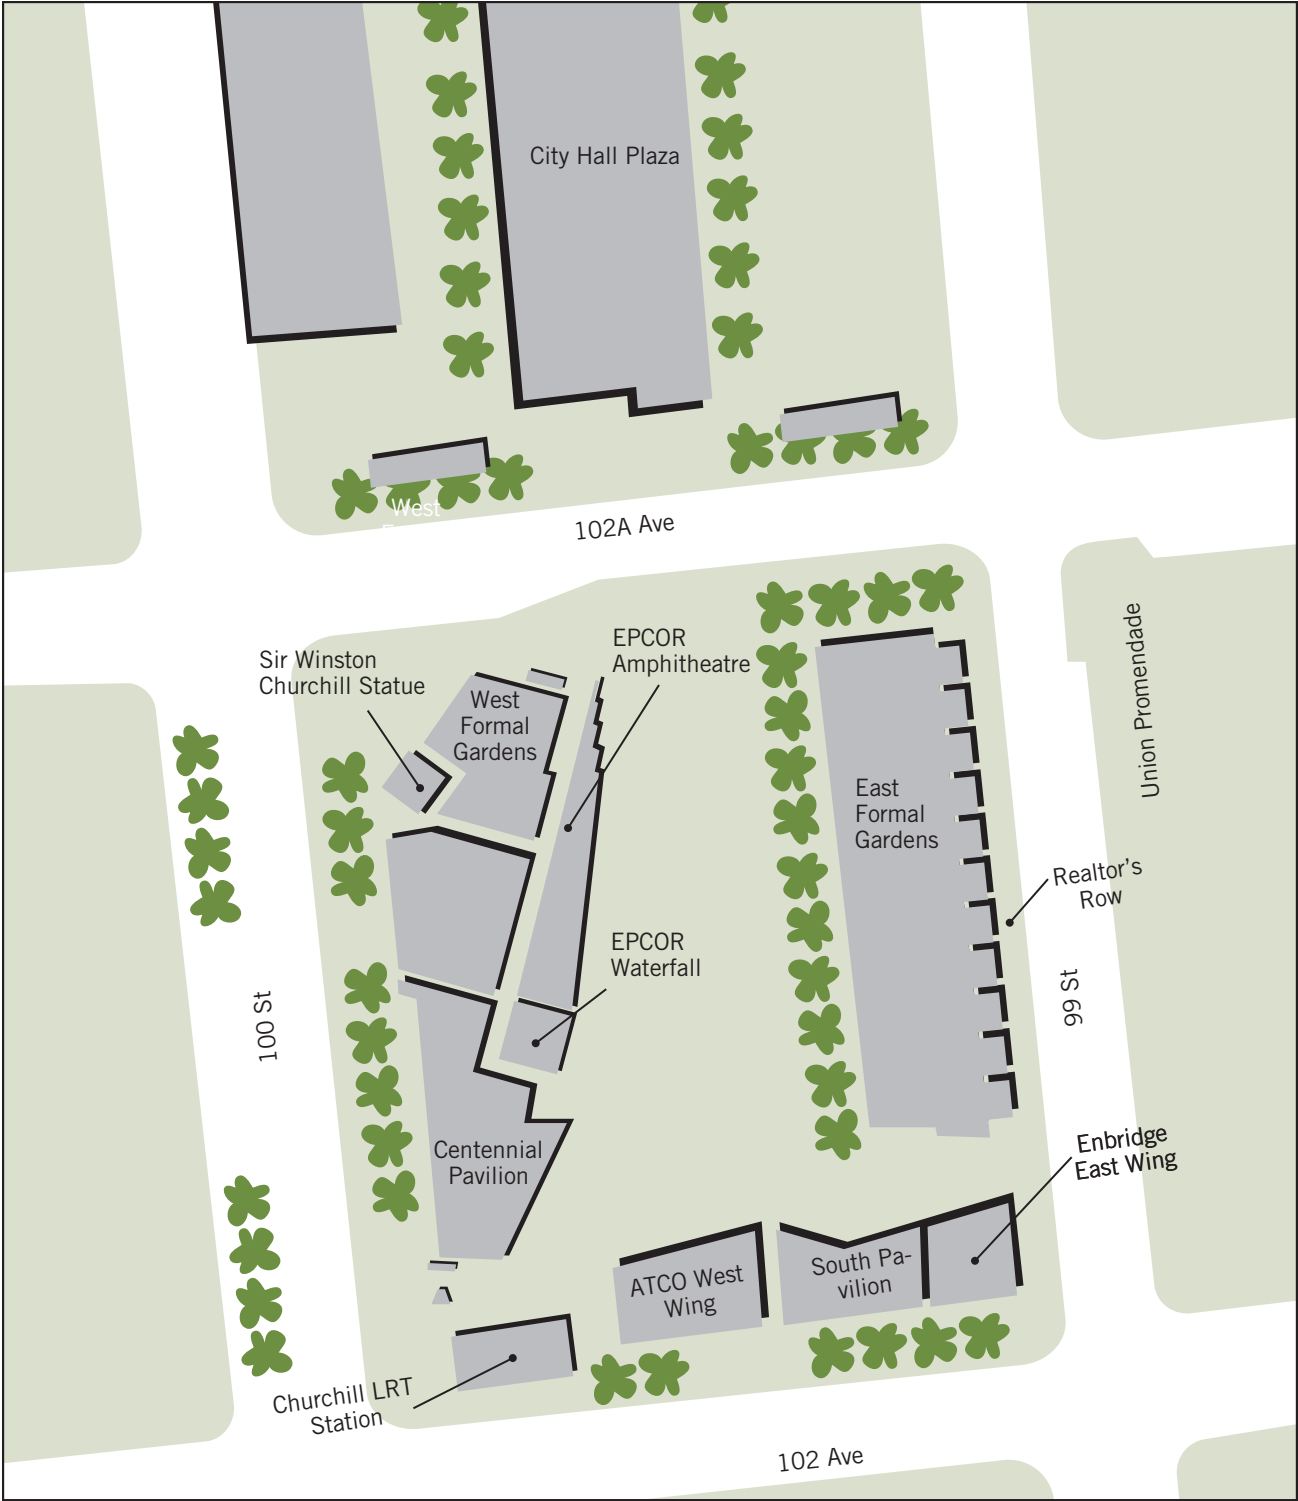 City Hall Plaza
West
102A Ave
EPCOR
Amphitheatre
Sir Winston
Churchill Statue
West
Formal
Gardens
Union Promendade
East
Formal
Gardens
Realtor's
Row
EPCOR
Waterfall
100 St
99 St
Centennial
Pavilion
Enbridge
East Wing
South Pa-
vilion
ATCO West
Wing
Churchill LRT
Station
102 Ave